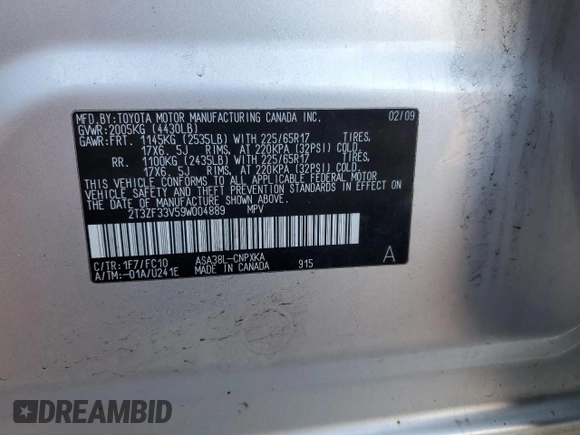 MFD.BY:TOYOTA MOTOR MANUFACTURING CANADA INC. 02/09
GVWR:2005KG (4430LB)
GAWR:FRT. 1145KG (2535LB) WITH 225/65R17 TIRES,
17X6. 5J RIMS, AT 220KPA (32PSI) COLD.
RR. 1100KG (2435LB) WITH 225/65R17 TIRES,
17X6. 5J RIMS, AT 220KPA (32PSI) COLD.
THIS VEHICLE CONFORMS TO ALL APPLICABLE FEDERAL MOTOR
VEHICLE SAFETY AND THEFT PREVENTION STANDARDS IN EFFECT ON
THE DATE OF MANUFACTURE SHOWN ABOVE.
2T3ZF33V59W004889 MPV
C/TR:1F7/FC10 ASA38L-CNPXKA A
A/TM:-01A/U241E MADE IN CANADA 915
DREAMBID